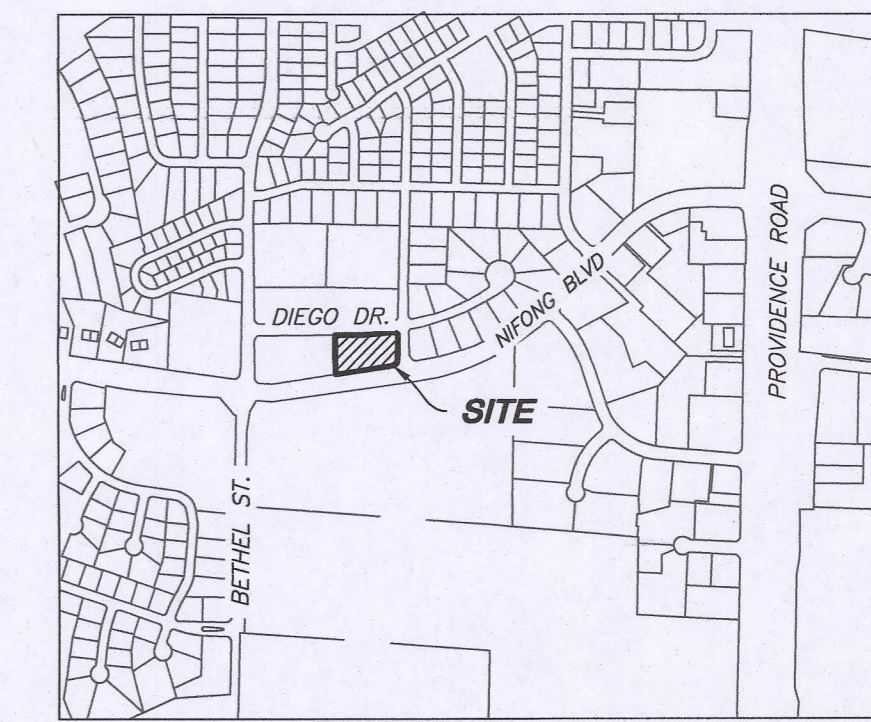 PROVIDENCE ROAD
NIFONG BLVD
DIEGO DR.
SITE
BETHEL ST.